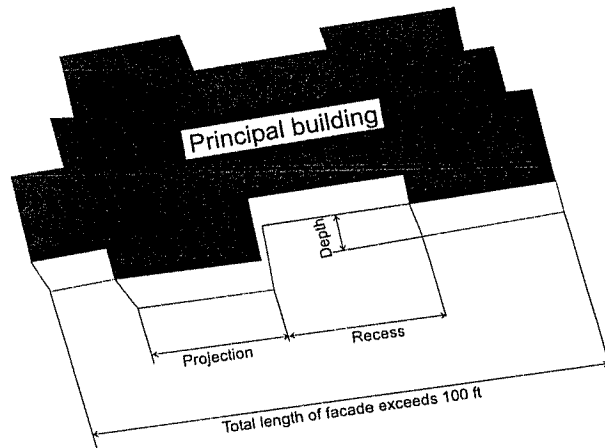 Principal building
Depth
Projection
Recess
Total length of facade exceeds 100 ft